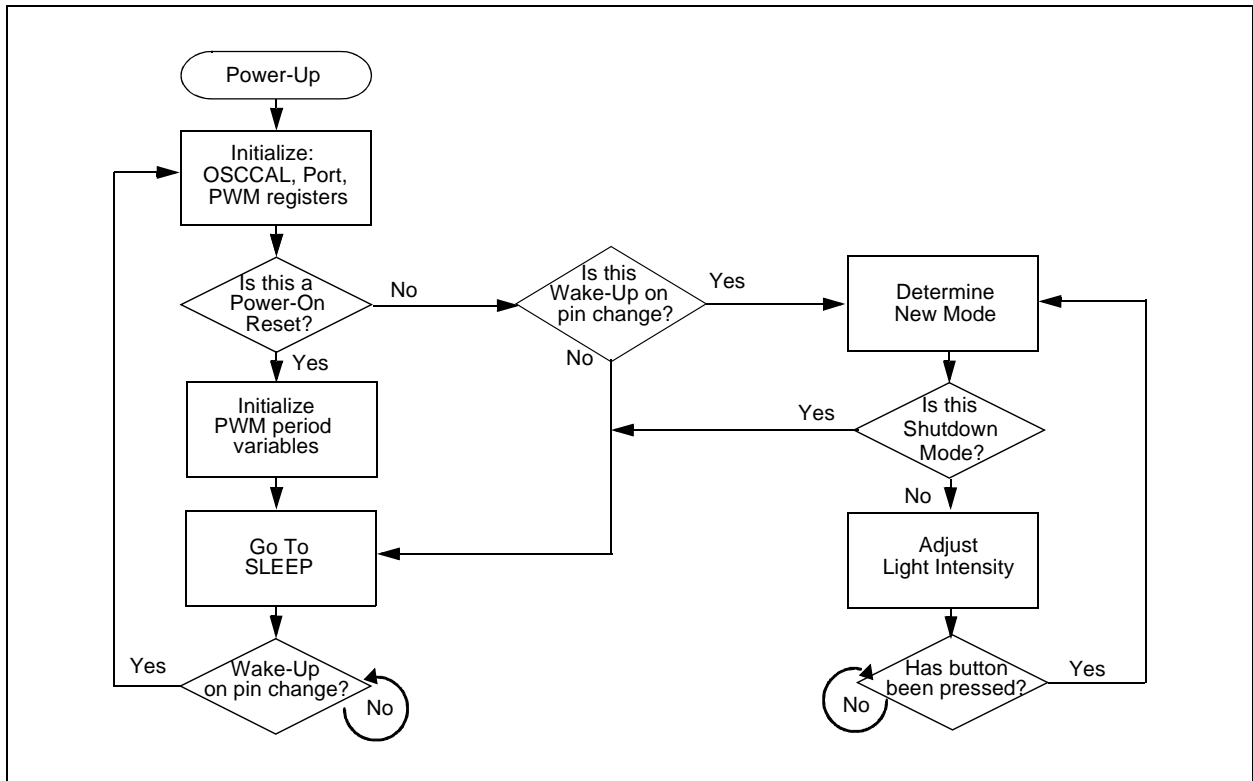 Power-Up
Initialize:
OSCCAL, Port,
PWM registers
Is this a
Power-On
Reset?
No
Yes
Is this
Wake-Up on
pin change?
Yes
No
Determine
New Mode
Is this
Shutdown
Mode?
Yes
No
Initialize
PWM period
variables
Go To
SLEEP
Wake-Up
on pin change?
Yes
No
Adjust
Light Intensity
Has button
been pressed?
Yes
No